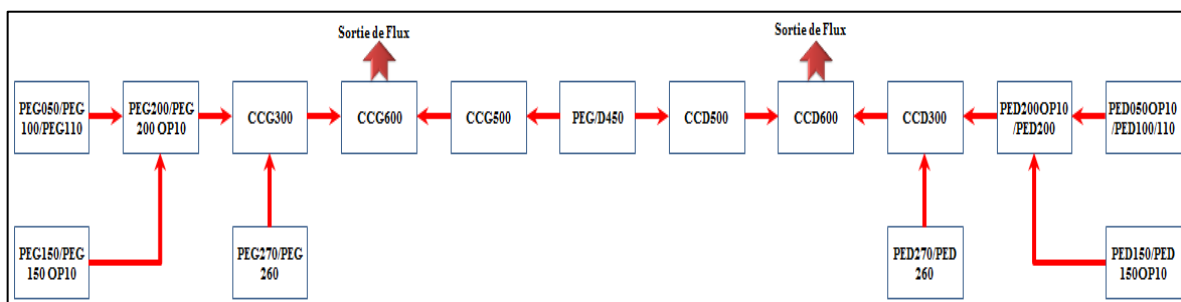 Sortie de Flux
Sortie de Flux
PEG050/PEG
100/PEG110
PEG200/PEG
200 OP10
CCG300
CCG600
CCG500
PEG/D450
CCD500
CCD600
CCD300
PED200OP10
/PED200
PED050OP10
/PED100/110
PEG150/PEG
150 OP10
PEG270/PEG
260
PED270/PED
260
PED150/PED
150OP10